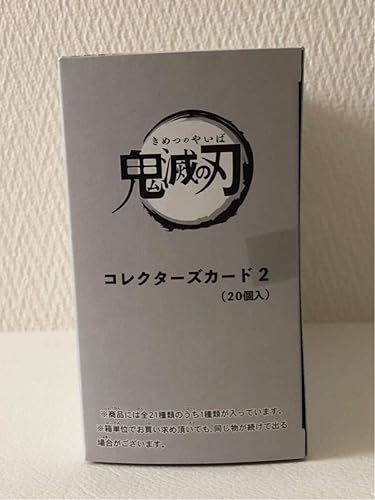 きめつのやいば
鬼滅の刃
コレクターズカード2
(20個入)
※商品には全21種類のうち1種類が入っています。
※箱単位でお買い求め頂いても、同じ物が続けて出る
場合がございます。